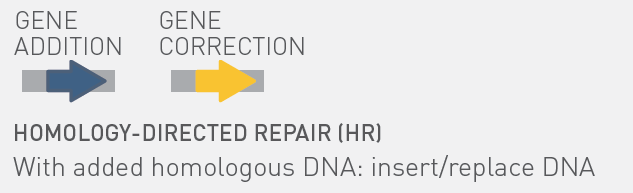 GENE ADDITION
GENE CORRECTION
HOMOLOGY-DIRECTED REPAIR (HR)
With added homologous DNA: insert/replace DNA